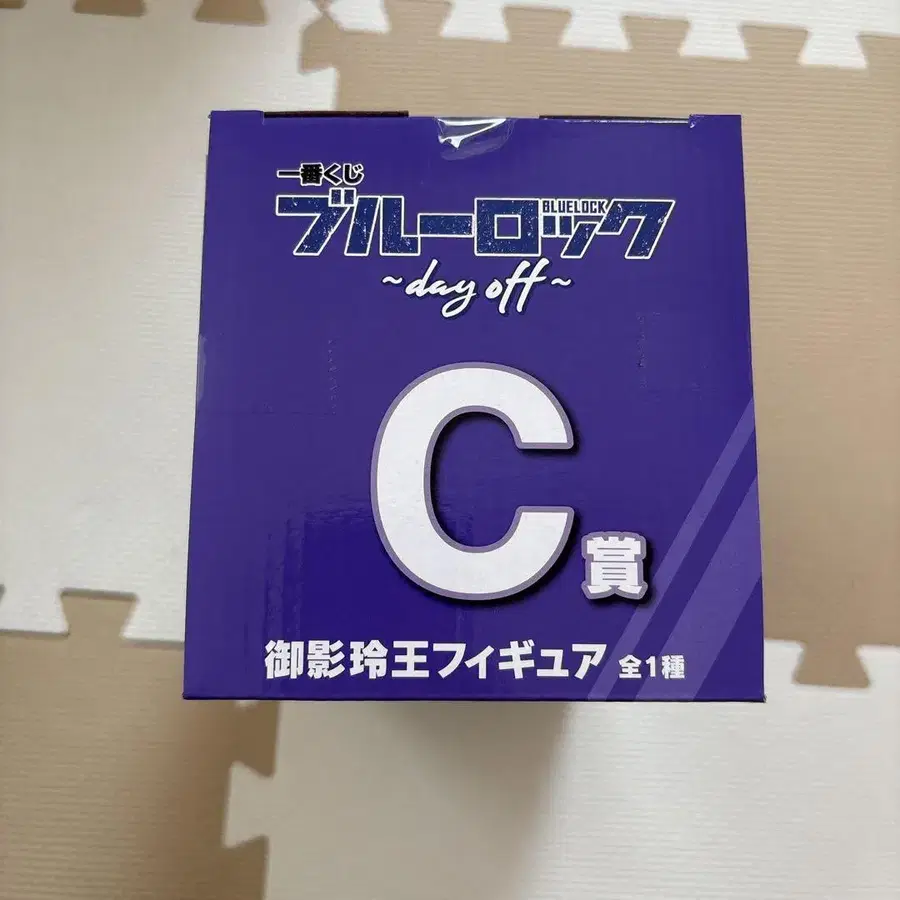 一番くじ
ブルーロック
BLUELOCK
~day off~
C賞
御影玲王フィギュア 全1種